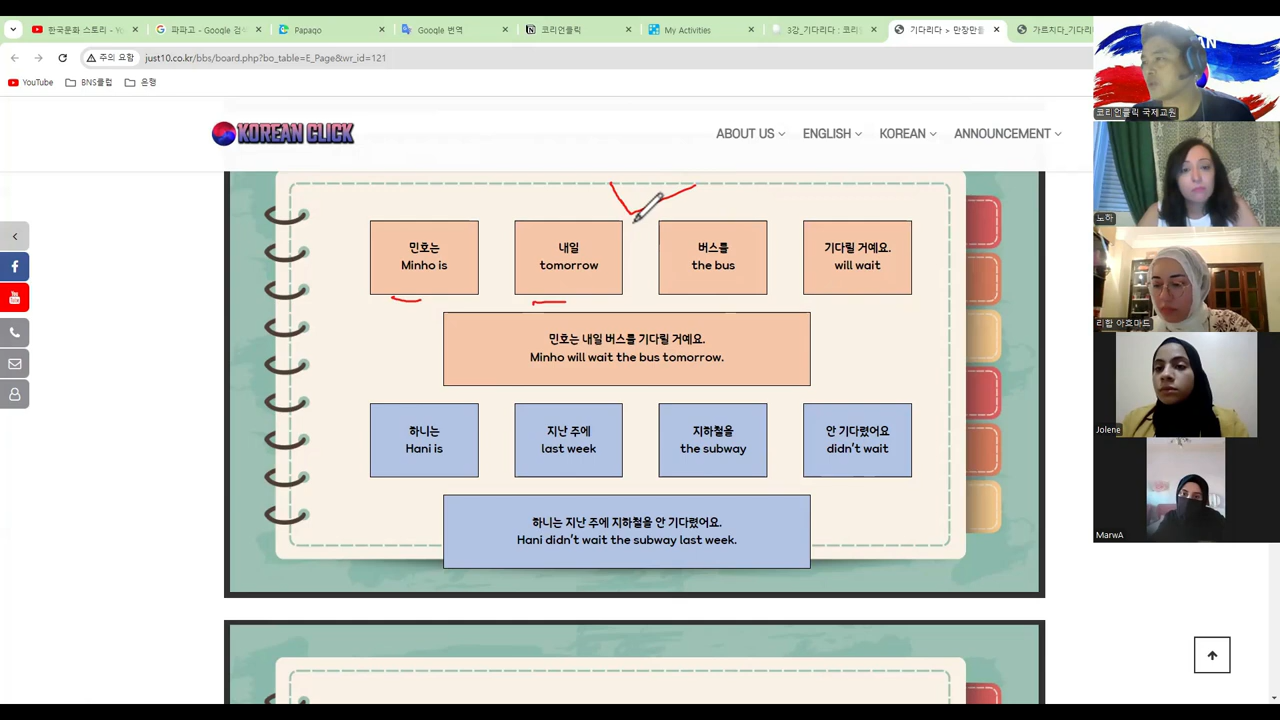 한국문화 스토리 - Yo
파파고 - Google 검색
Papago
Google 번역
코리언클릭
My Activities
3강_기다리다 : 코리
기다리다 > 만장만
가르치다_기다리
주의 요함
just10.co.kr/bbs/board.php?bo_table=E_Page&wr_id=121
YouTube
BNS클럽
은행
KOREAN CLICK
ABOUT US
ENGLISH
KOREAN
ANNOUNCEMENT
민호는
Minho is
내일
tomorrow
버스를
the bus
기다릴 거예요.
will wait
민호는 내일 버스를 기다릴 거예요.
Minho will wait the bus tomorrow.
하니는
Hani is
지난 주에
last week
지하철을
the subway
안 기다렸어요
didn't wait
하니는 지난 주에 지하철을 안 기다렸어요.
Hani didn't wait the subway last week.
AN
코리언클릭 국제교원
노하
리합 아흐마드
Jolene
MarwA